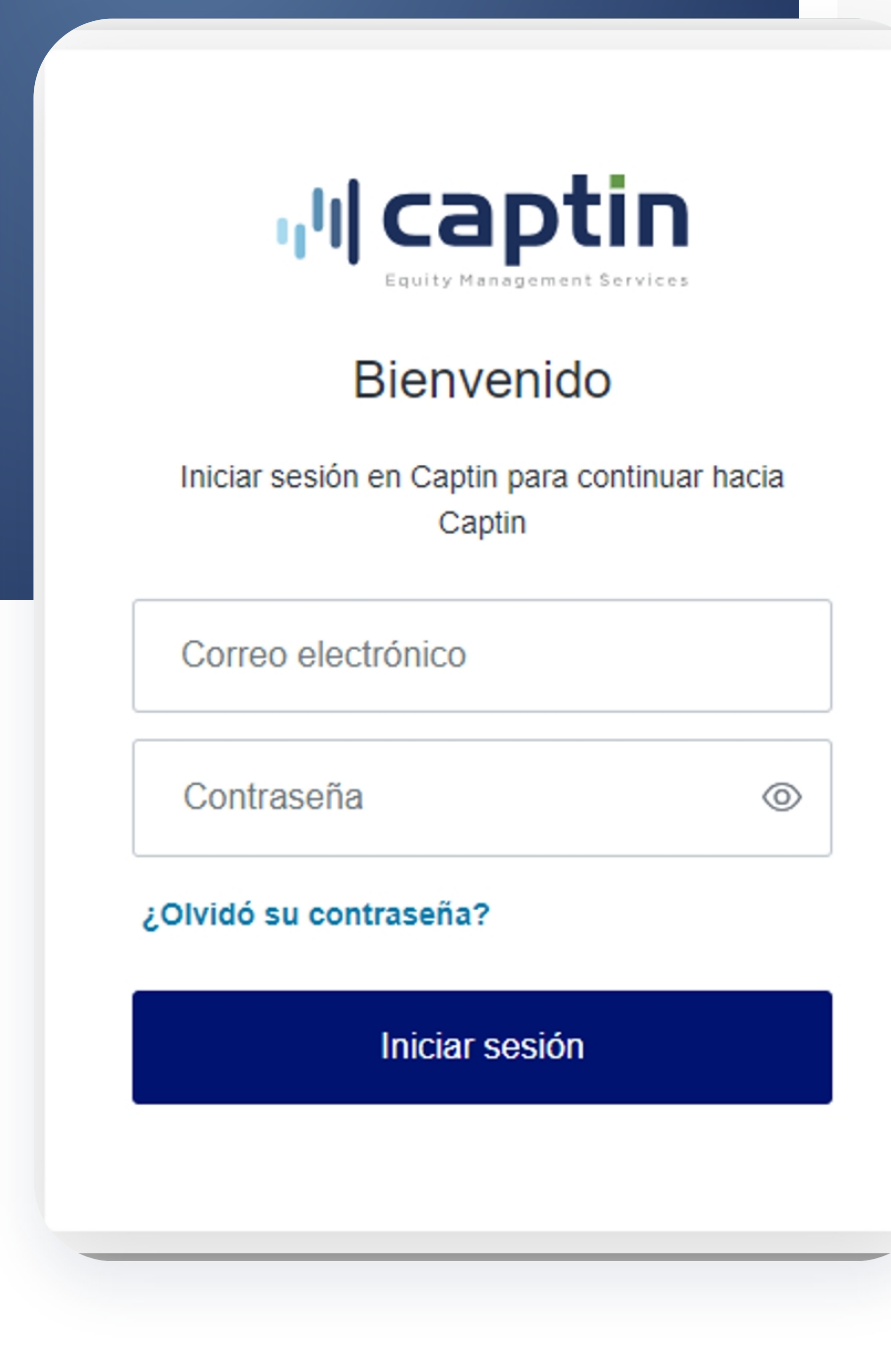 captin
Equity Management Services
Bienvenido
Iniciar sesión en Captin para continuar hacia
Captin
Correo electrónico
Contraseña
¿Olvidó su contraseña?
Iniciar sesión